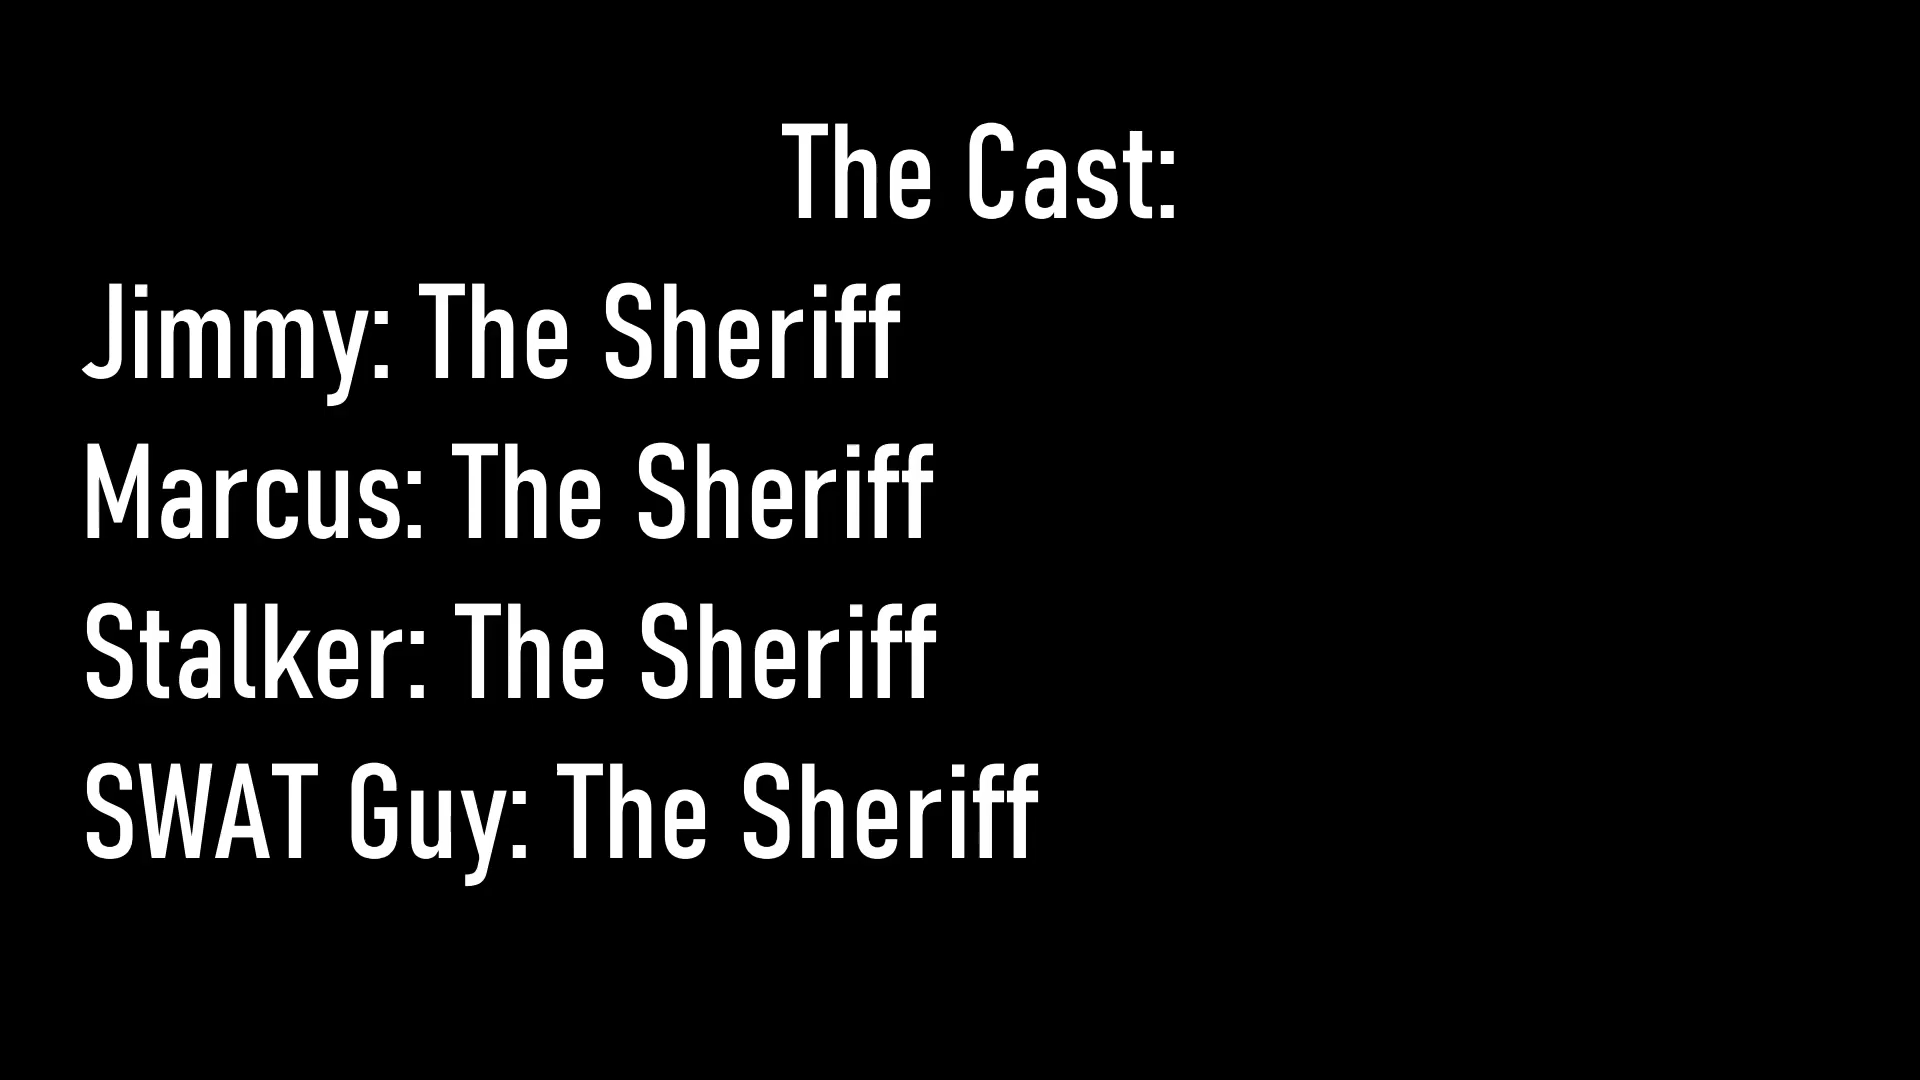 The Cast:
Jimmy: The Sheriff
Marcus: The Sheriff
Stalker: The Sheriff
SWAT Guy: The Sheriff